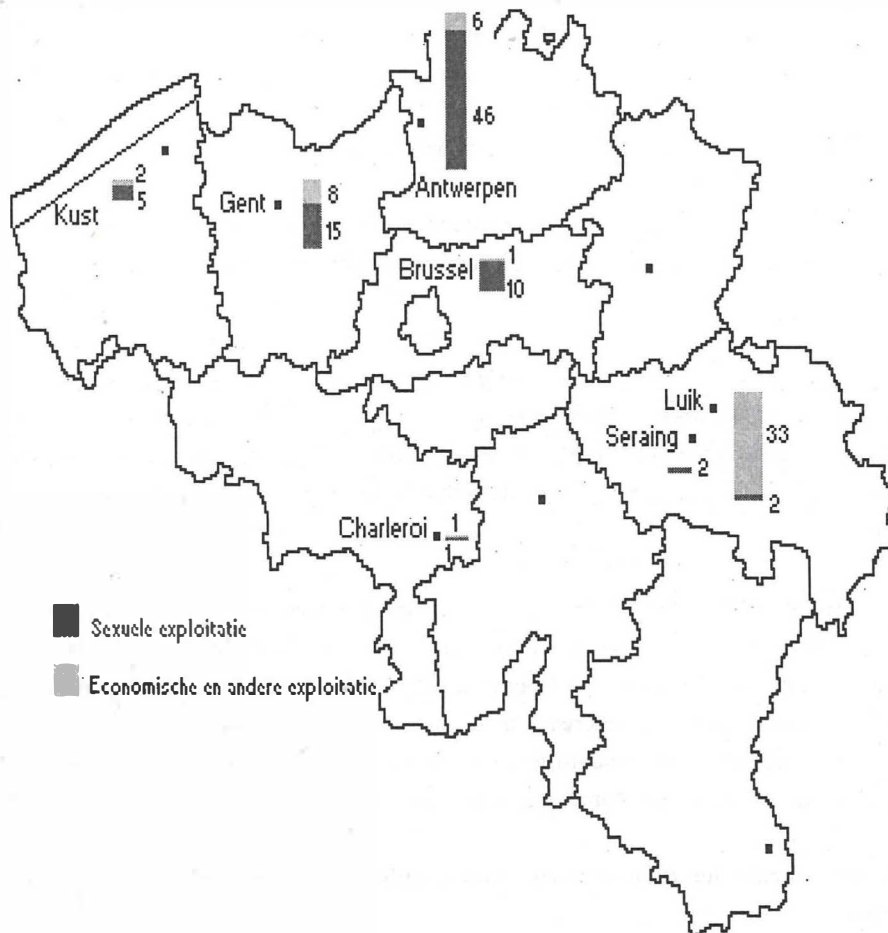 6
46
Antwerpen
2
5
Kust
Gent
8
15
Brussel
1
10
Luik
Seraing
33
2
2
Charleroi
1
1
Sexuele exploitatie
Economische en andere exploitatie